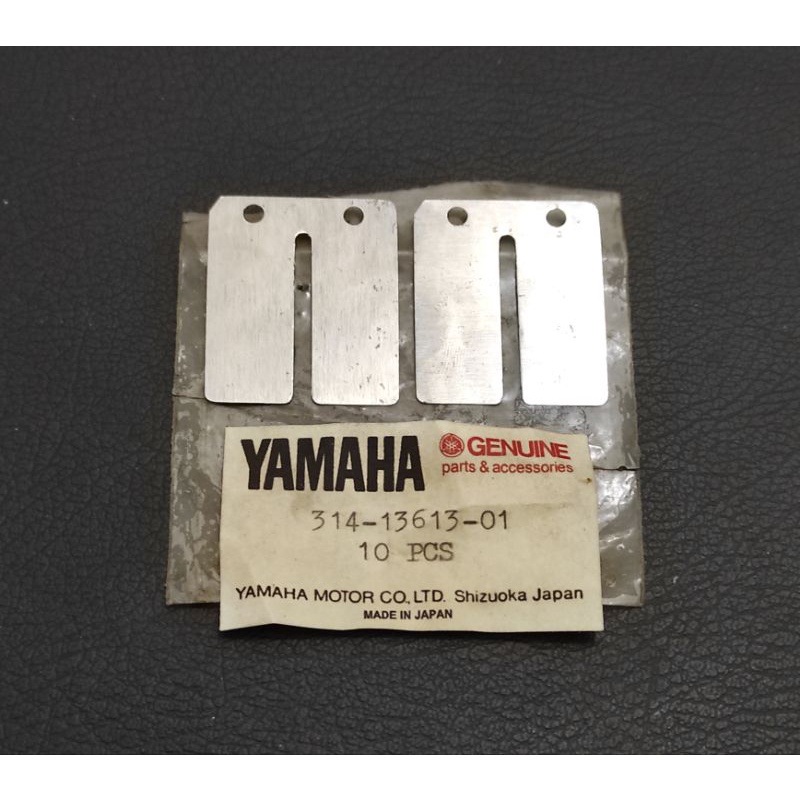 YAMAHA GENUINE
parts & accessories
314-13613-01
10 PCS
YAMAHA MOTOR CO., LTD. Shizuoka Japan
MADE IN JAPAN